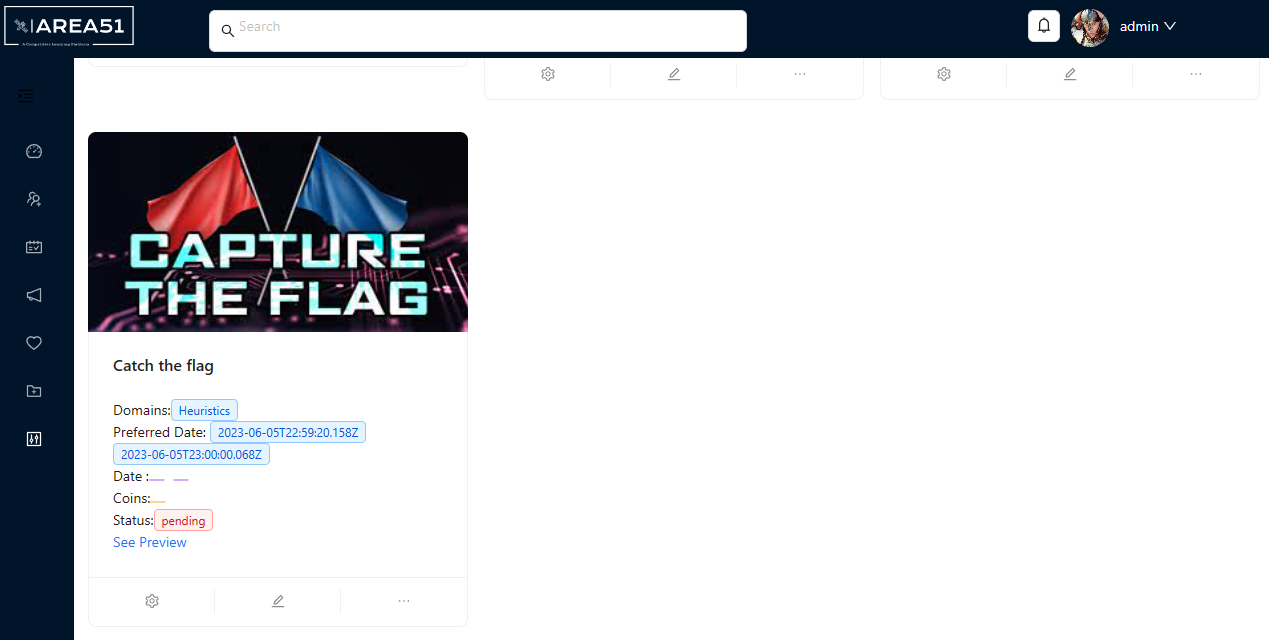 AREA51
A Competitive Learning Platform
Search
admin
CAPTURE
THE FLAG
Catch the flag
Domains: Heuristics
Preferred Date: 2023-06-05T22:59:20.158Z
2023-06-05T23:00:00.068Z
Date :
Coins:
Status: pending
See Preview